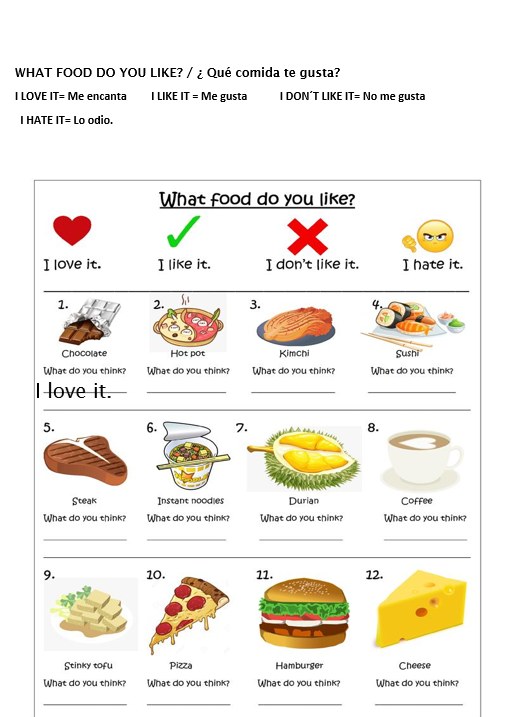 WHAT FOOD DO YOU LIKE? / ¿ Qué comida te gusta?
I LOVE IT= Me encanta I LIKE IT = Me gusta I DON´T LIKE IT= No me gusta
I HATE IT= Lo odio.
What food do you like?
I love it. I like it. I don't like it. I hate it.
1. 2. 3. 4.
Chocolate Hot pot Kimchi Sushi
What do you think? What do you think? What do you think? What do you think?
I love it.
5. 6. 7. 8.
Steak Instant noodles Durian Coffee
What do you think? What do you think? What do you think? What do you think?
9. 10. 11. 12.
Stinky tofu Pizza Hamburger Cheese
What do you think? What do you think? What do you think? What do you think?